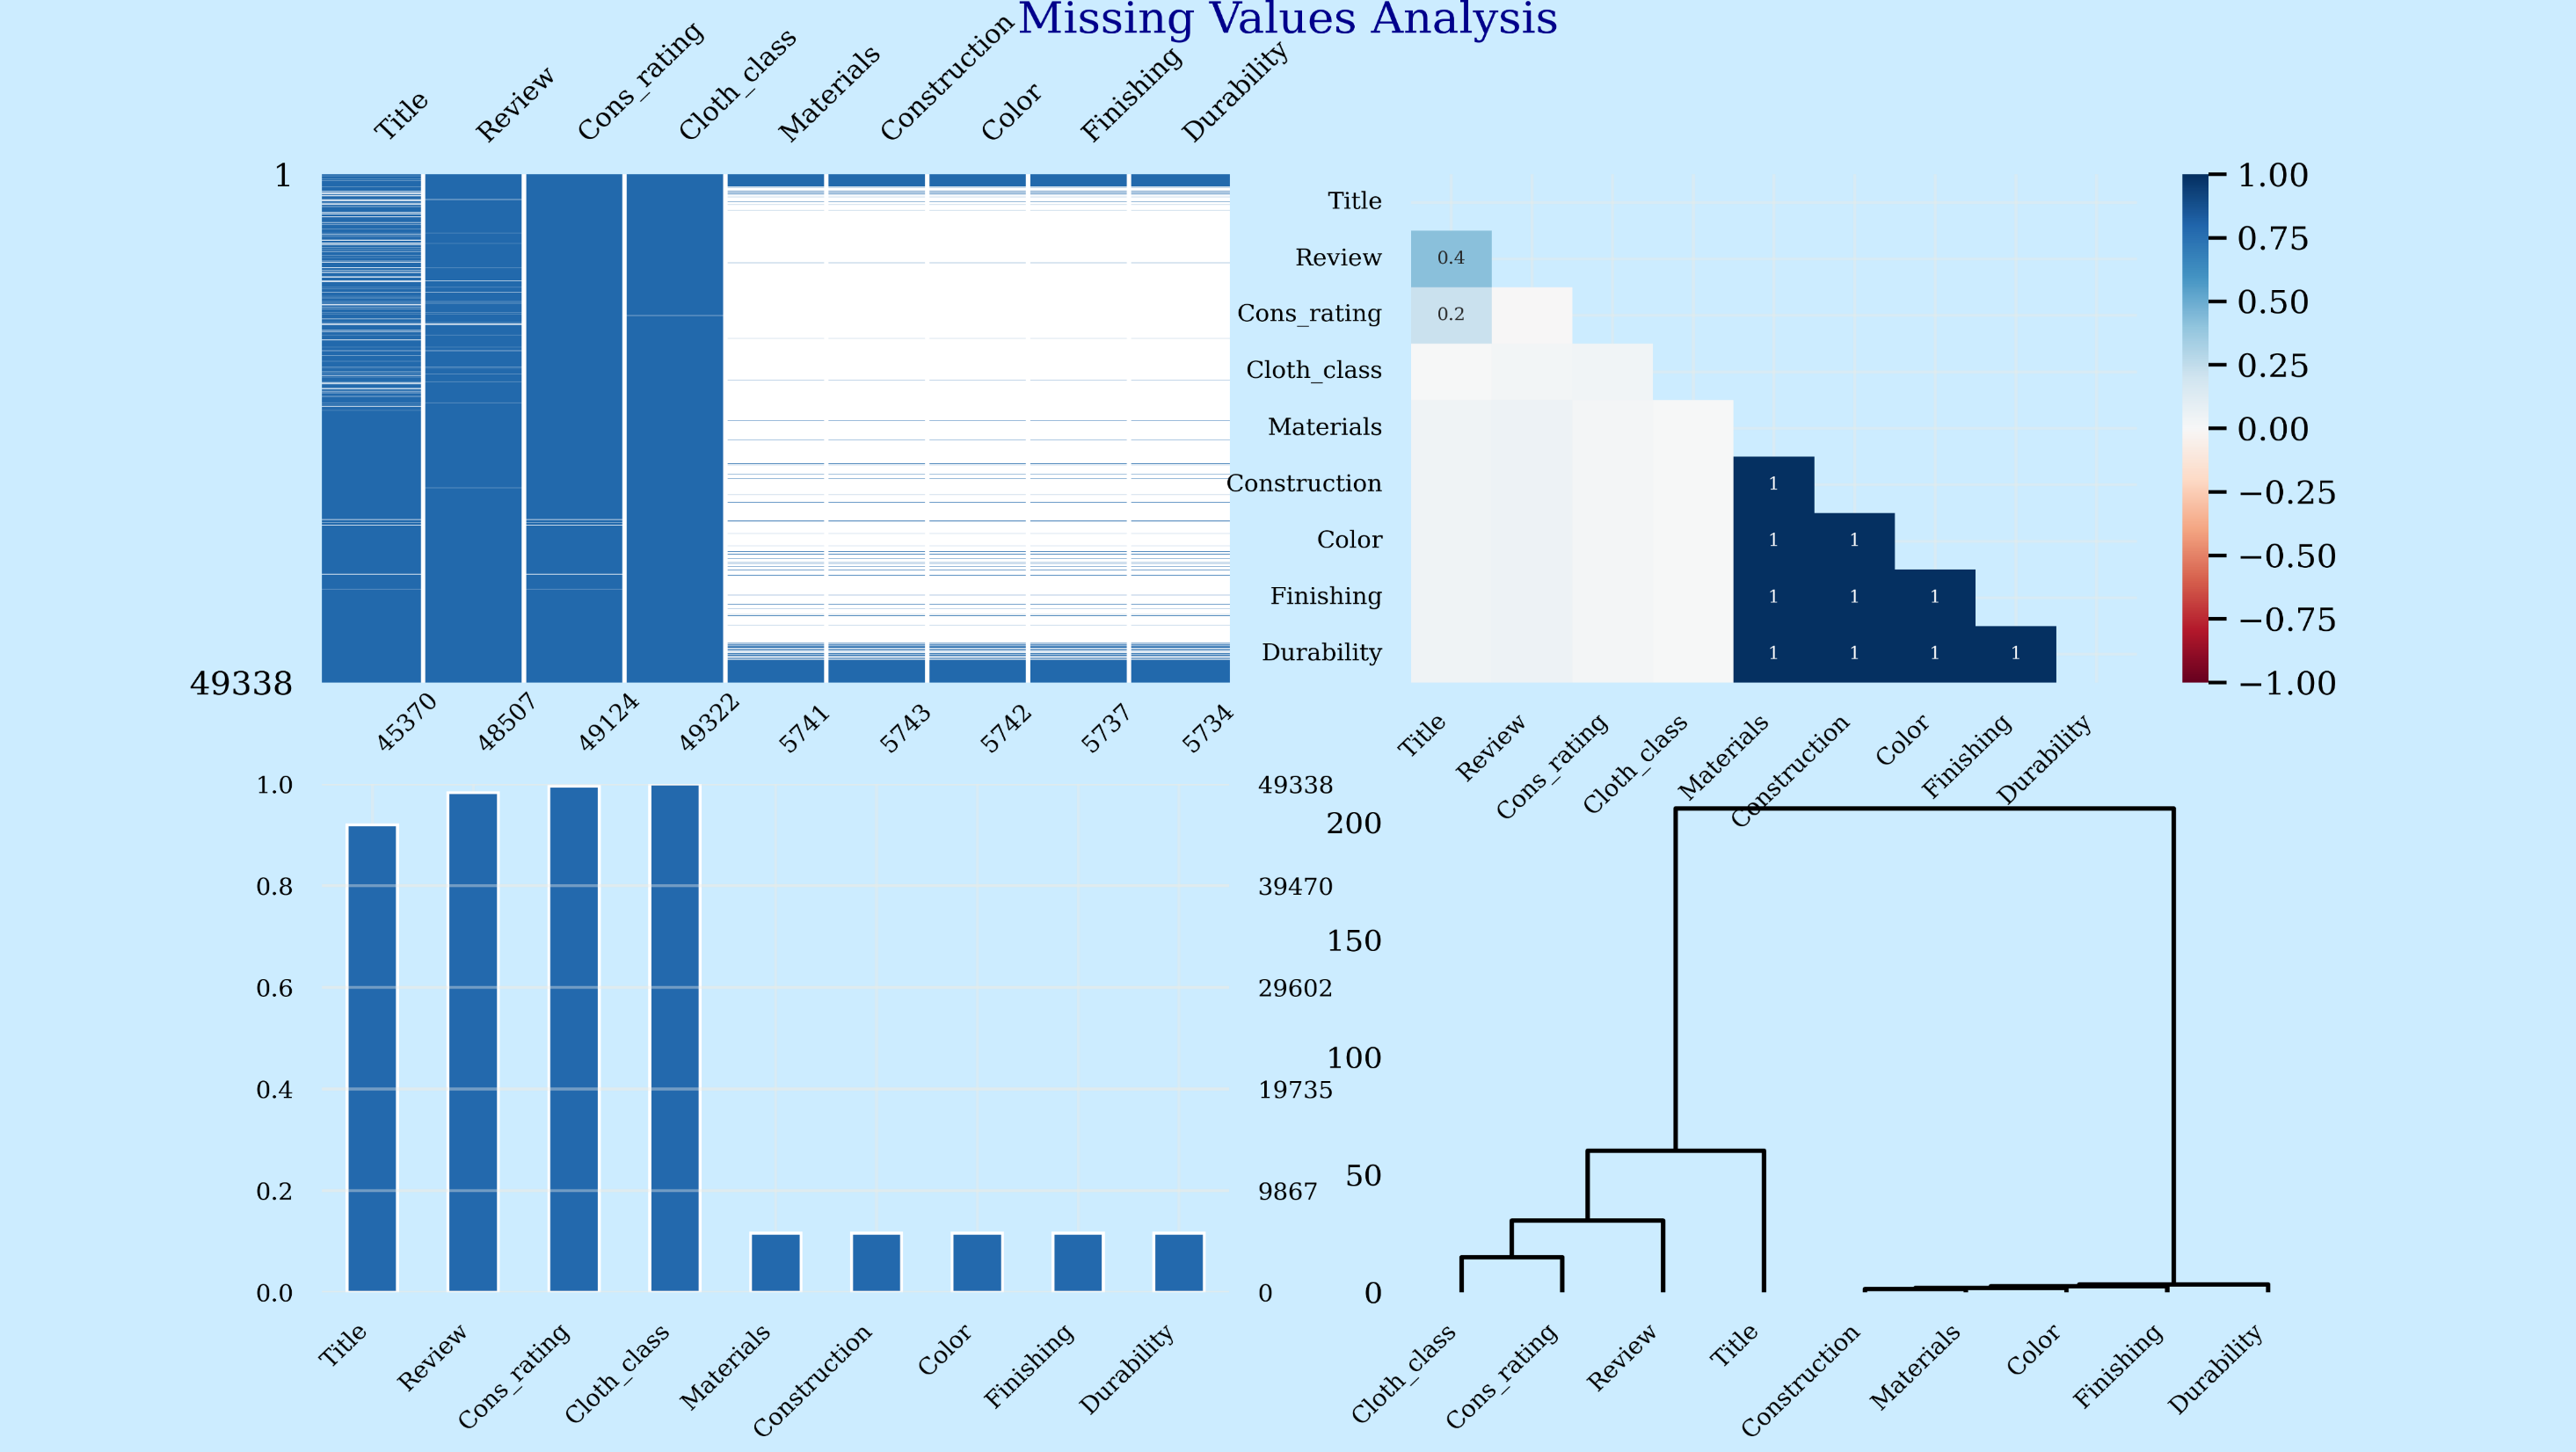 Missing Values Analysis
Title
Review
Cons_rating
Cloth_class
Materials
Construction
Color
Finishing
Durability
1
49338
45370
48507
49124
49322
5741
5743
5742
5737
5734
Title
Review
Cons_rating
Cloth_class
Materials
Construction
Color
Finishing
Durability
0.4
0.2
1
1 1
1 1 1
1 1 1 1
Title
Review
Cons_rating
Cloth_class
Materials
Construction
Color
Finishing
Durability
1.00
0.75
0.50
0.25
0.00
−0.25
−0.50
−0.75
−1.00
1.0
0.8
0.6
0.4
0.2
0.0
49338
39470
29602
19735
9867
0
Title
Review
Cons_rating
Cloth_class
Materials
Construction
Color
Finishing
Durability
200
150
100
50
0
Cloth_class
Cons_rating
Review
Title
Construction
Materials
Color
Finishing
Durability